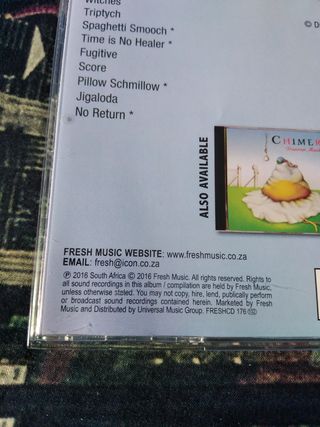 Witches
Triptych
Spaghetti Smooch *
Time is No Healer *
Fugitive
Score
Pillow Schmillow *
Jigaloda
No Return *
© D
ALSO AVAILABLE
CHIMER
FRESH MUSIC WEBSITE: www.freshmusic.co.za
EMAIL: fresh@icon.co.za
℗ 2016 South Africa © 2016 Fresh Music. All rights reserved. Rights to
all sound recordings in this album / compilation are held by Fresh Music,
unless otherwise stated. You may not copy, hire, lend, publically perform
or broadcast sound recordings contained herein. Marketed by Fresh
Music and Distributed by Universal Music Group. FRESHCD 176